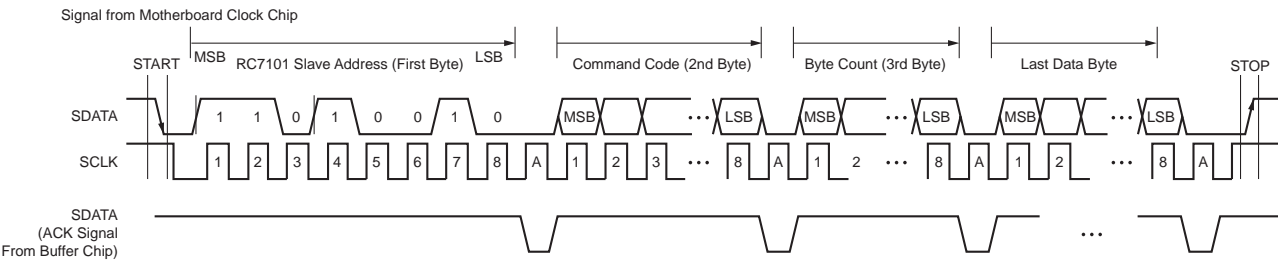 Signal from Motherboard Clock Chip
START MSB RC7101 Slave Address (First Byte) LSB Command Code (2nd Byte) Byte Count (3rd Byte) Last Data Byte STOP
SDATA 1 1 0 1 0 0 1 0 MSB ••• LSB MSB ••• LSB MSB ••• LSB
SCLK 1 2 3 4 5 6 7 8 A 1 2 3 ••• 8 A 1 2 ••• 8 A 1 2 ••• 8 A
SDATA
(ACK Signal
From Buffer Chip)
•••